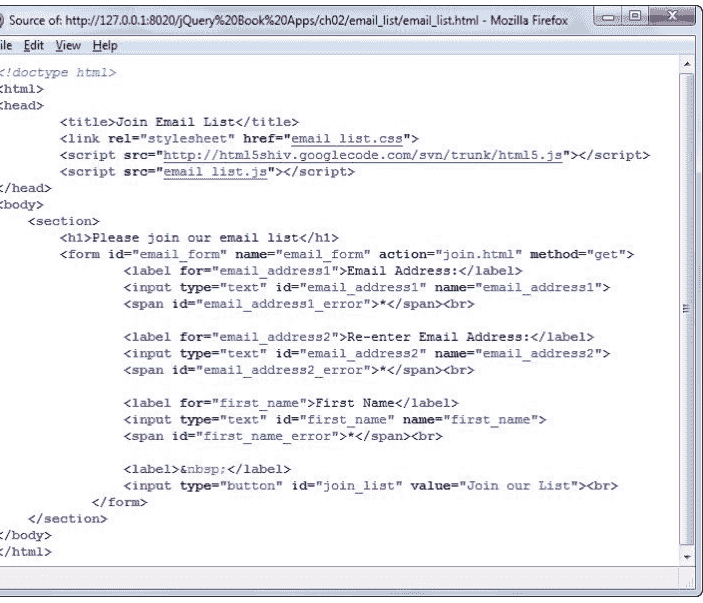 Source of: http://127.0.0.1:8020/jQuery%20Book%20Apps/ch02/email_list/email_list.html - Mozilla Firefox
ile Edit View Help
<!doctype html>
<html>
<head>
<title>Join Email List</title>
<link rel="stylesheet" href="email_list.css">
<script src="http://html5shiv.googlecode.com/svn/trunk/html5.js"></script>
<script src="email_list.js"></script>
</head>
<body>
<section>
<h1>Please join our email list</h1>
<form id="email_form" name="email_form" action="join.html" method="get">
<label for="email_address1">Email Address:</label>
<input type="text" id="email_address1" name="email_address1">
<span id="email_address1_error">*</span><br>
<label for="email_address2">Re-enter Email Address:</label>
<input type="text" id="email_address2" name="email_address2">
<span id="email_address2_error">*</span><br>
<label for="first_name">First Name</label>
<input type="text" id="first_name" name="first_name">
<span id="first_name_error">*</span><br>
<label>&nbsp;</label>
<input type="button" id="join_list" value="Join our List"><br>
</form>
</section>
</body>
</html>